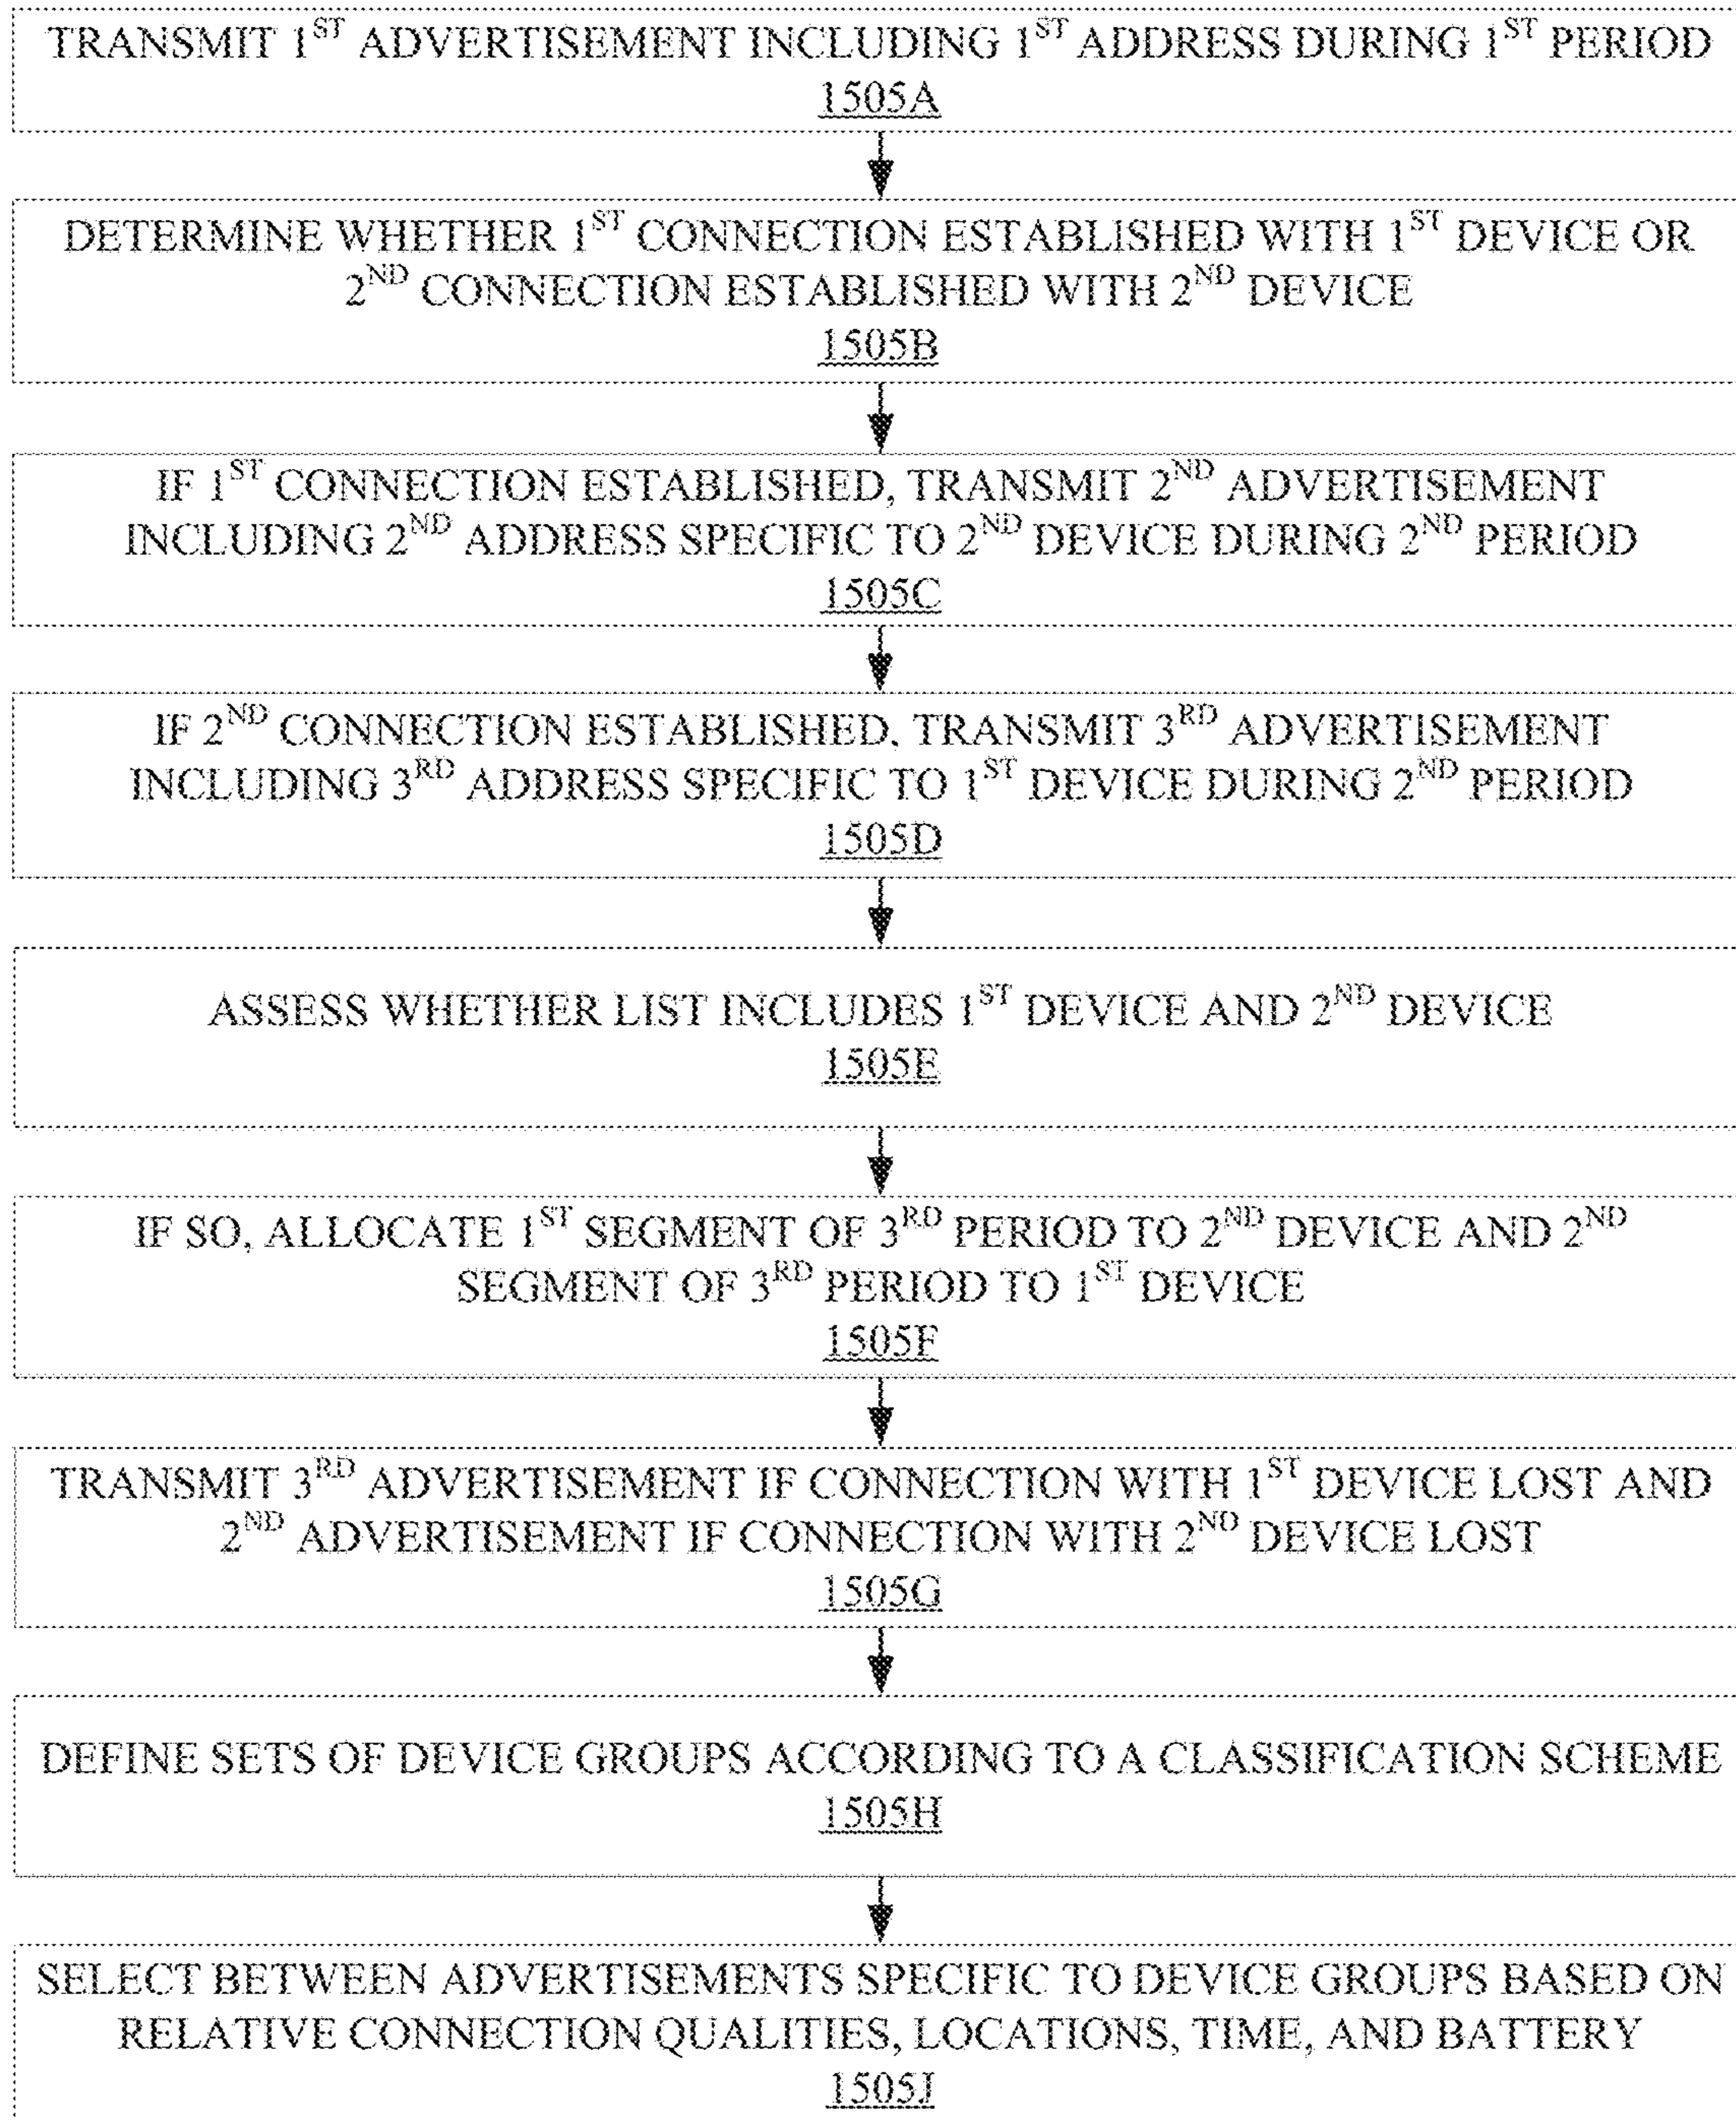 TRANSMIT 1ST ADVERTISEMENT INCLUDING 1ST ADDRESS DURING 1ST PERIOD
1505A
DETERMINE WHETHER 1ST CONNECTION ESTABLISHED WITH 1ST DEVICE OR
2ND CONNECTION ESTABLISHED WITH 2ND DEVICE
1505B
IF 1ST CONNECTION ESTABLISHED, TRANSMIT 2ND ADVERTISEMENT
INCLUDING 2ND ADDRESS SPECIFIC TO 2ND DEVICE DURING 2ND PERIOD
1505C
IF 2ND CONNECTION ESTABLISHED, TRANSMIT 3RD ADVERTISEMENT
INCLUDING 3RD ADDRESS SPECIFIC TO 1ST DEVICE DURING 2ND PERIOD
1505D
ASSESS WHETHER LIST INCLUDES 1ST DEVICE AND 2ND DEVICE
1505E
IF SO, ALLOCATE 1ST SEGMENT OF 3RD PERIOD TO 2ND DEVICE AND 2ND
SEGMENT OF 3RD PERIOD TO 1ST DEVICE
1505F
TRANSMIT 3RD ADVERTISEMENT IF CONNECTION WITH 1ST DEVICE LOST AND
2ND ADVERTISEMENT IF CONNECTION WITH 2ND DEVICE LOST
1505G
DEFINE SETS OF DEVICE GROUPS ACCORDING TO A CLASSIFICATION SCHEME
1505H
SELECT BETWEEN ADVERTISEMENTS SPECIFIC TO DEVICE GROUPS BASED ON
RELATIVE CONNECTION QUALITIES, LOCATIONS, TIME, AND BATTERY
1505J